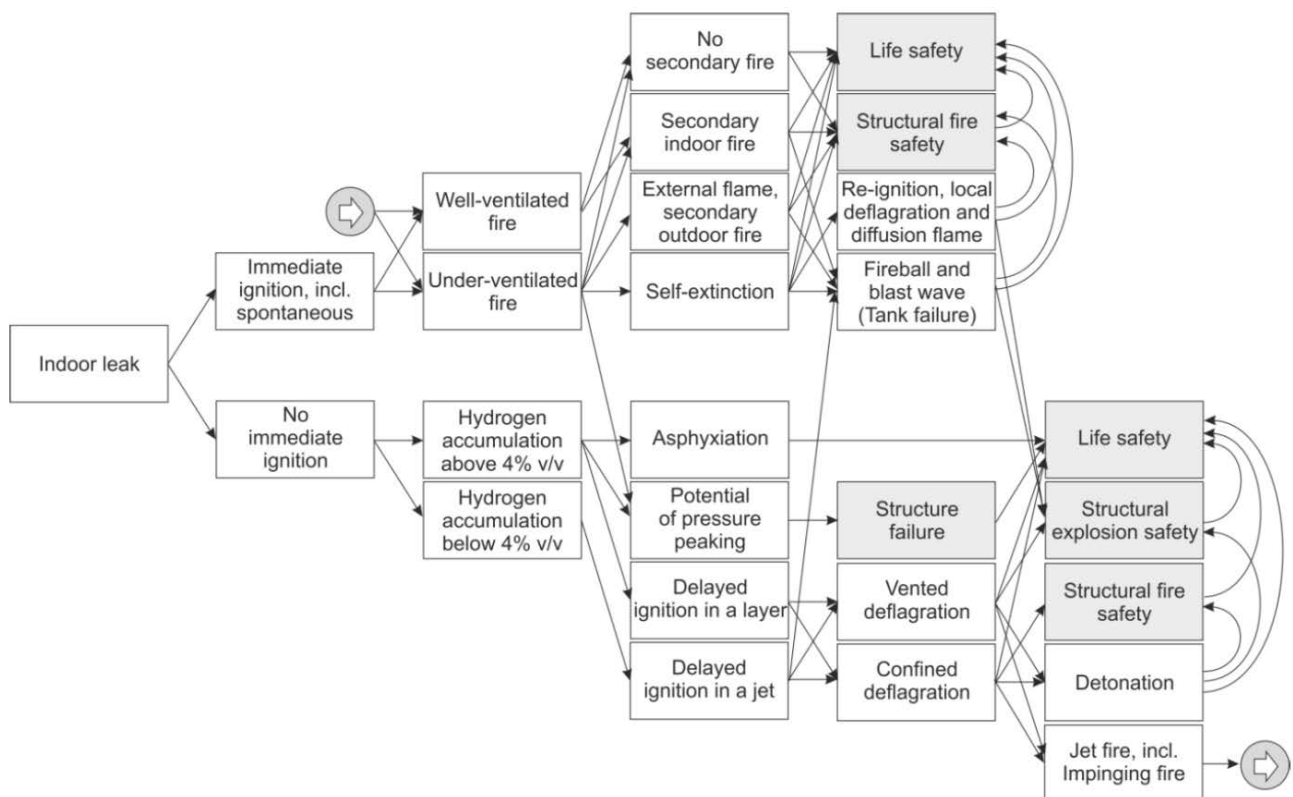 No
secondary fire
Life safety
Secondary
indoor fire
Structural fire
safety
Well-ventilated
fire
External flame,
secondary
outdoor fire
Re-ignition, local
deflagration and
diffusion flame
Immediate
ignition, incl.
spontaneous
Under-ventilated
fire
Self-extinction
Fireball and
blast wave
(Tank failure)
Indoor leak
No
immediate
ignition
Hydrogen
accumulation
above 4% v/v
Asphyxiation
Life safety
Hydrogen
accumulation
below 4% v/v
Potential
of pressure
peaking
Structure
failure
Structural
explosion safety
Delayed
ignition in a layer
Vented
deflagration
Structural fire
safety
Delayed
ignition in a jet
Confined
deflagration
Detonation
Jet fire, incl.
Impinging fire